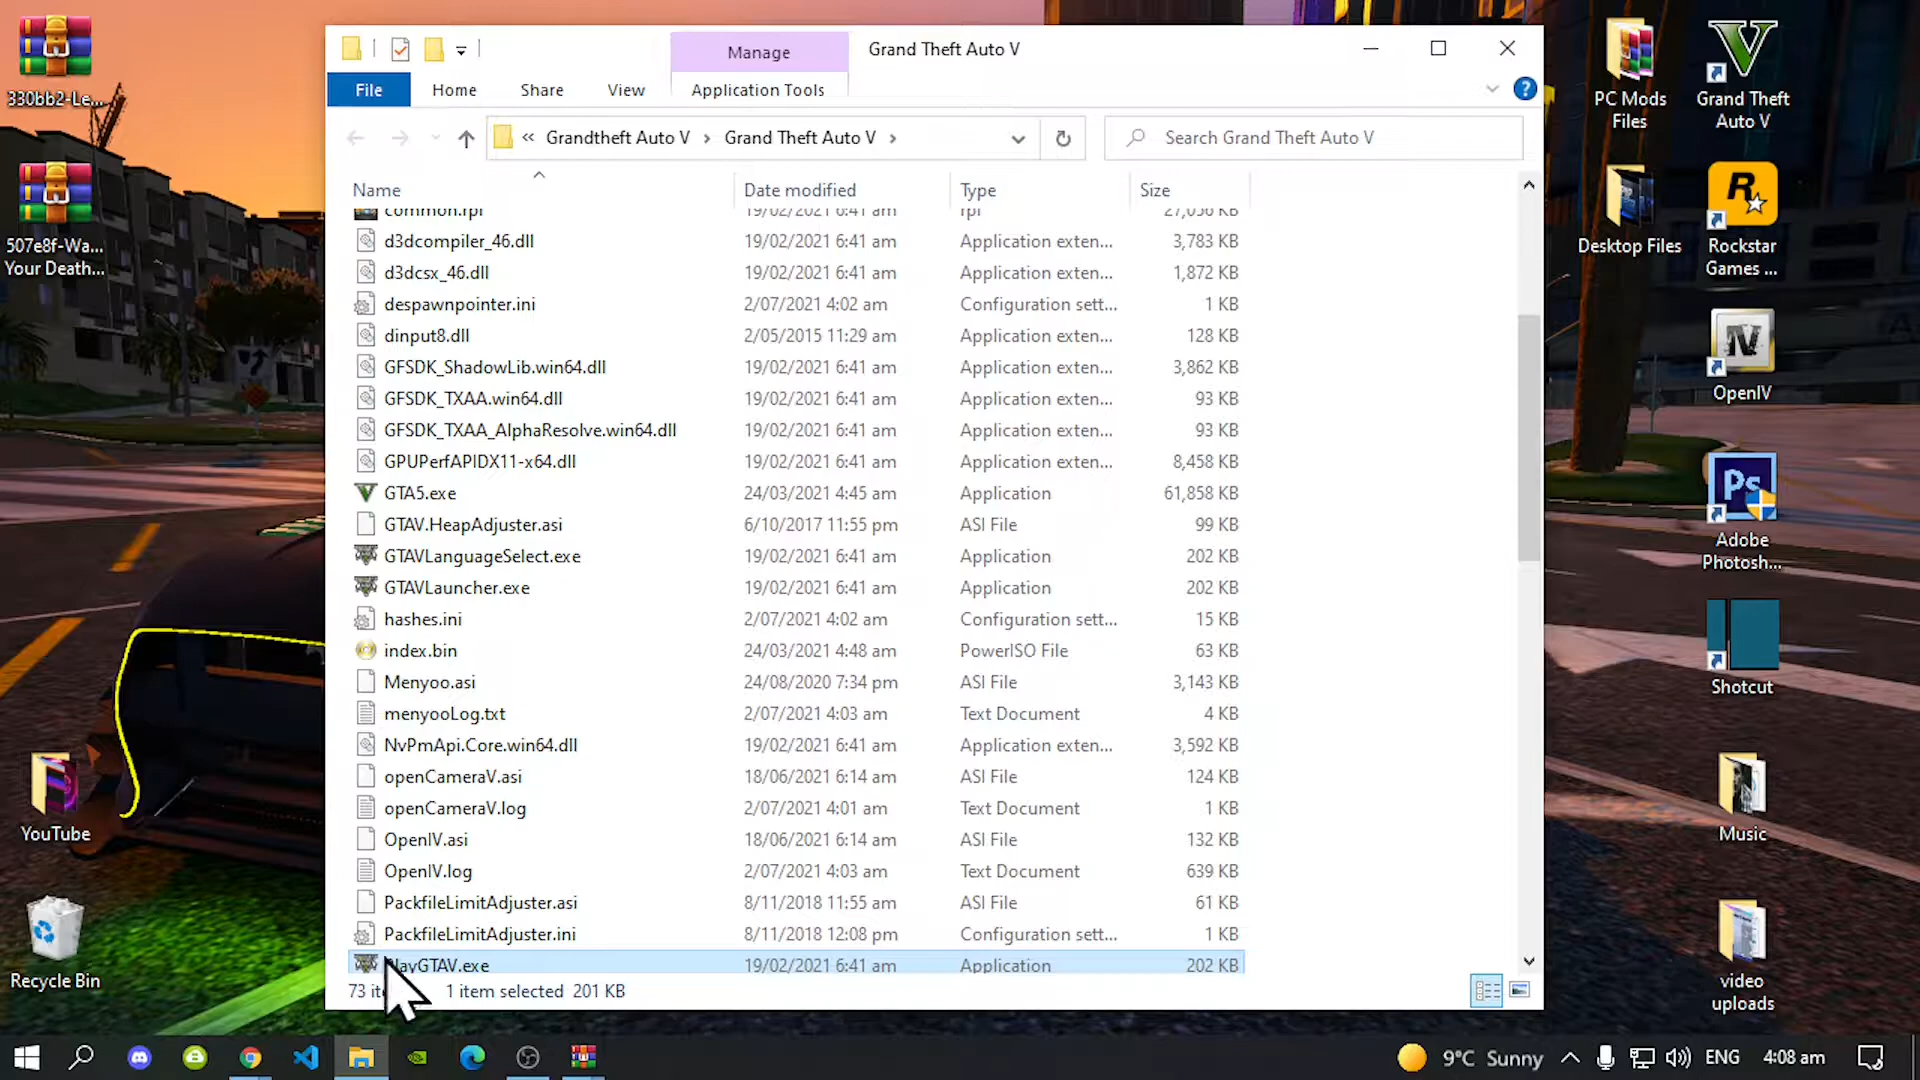 Manage
Grand Theft Auto V
File
Home
Share
View
Application Tools
« Grandtheft Auto V › Grand Theft Auto V ›
Search Grand Theft Auto V
Name
Date modified
Type
Size
common.rpf 19/02/2021 6:41 am rpf 27,056 KB
d3dcompiler_46.dll 19/02/2021 6:41 am Application exten... 3,783 KB
d3dcsx_46.dll 19/02/2021 6:41 am Application exten... 1,872 KB
despawnpointer.ini 2/07/2021 4:02 am Configuration sett... 1 KB
dinput8.dll 2/05/2015 11:29 am Application exten... 128 KB
GFSDK_ShadowLib.win64.dll 19/02/2021 6:41 am Application exten... 3,862 KB
GFSDK_TXAA.win64.dll 19/02/2021 6:41 am Application exten... 93 KB
GFSDK_TXAA_AlphaResolve.win64.dll 19/02/2021 6:41 am Application exten... 93 KB
GPUPerfAPIDX11-x64.dll 19/02/2021 6:41 am Application exten... 8,458 KB
GTA5.exe 24/03/2021 4:45 am Application 61,858 KB
GTAV.HeapAdjuster.asi 6/10/2017 11:55 pm ASI File 99 KB
GTAVLanguageSelect.exe 19/02/2021 6:41 am Application 202 KB
GTAVLauncher.exe 19/02/2021 6:41 am Application 202 KB
hashes.ini 2/07/2021 4:02 am Configuration sett... 15 KB
index.bin 24/03/2021 4:48 am PowerISO File 63 KB
Menyoo.asi 24/08/2020 7:34 pm ASI File 3,143 KB
menyooLog.txt 2/07/2021 4:03 am Text Document 4 KB
NvPmApi.Core.win64.dll 19/02/2021 6:41 am Application exten... 3,592 KB
openCameraV.asi 18/06/2021 6:14 am ASI File 124 KB
openCameraV.log 2/07/2021 4:01 am Text Document 1 KB
OpenIV.asi 18/06/2021 6:14 am ASI File 132 KB
OpenIV.log 2/07/2021 4:03 am Text Document 639 KB
PackfileLimitAdjuster.asi 8/11/2018 11:55 am ASI File 61 KB
PackfileLimitAdjuster.ini 8/11/2018 12:08 pm Configuration sett... 1 KB
PlayGTAV.exe 19/02/2021 6:41 am Application 202 KB
73 ite
1 item selected 201 KB
330bb2-Le...
507e8f-Wa...
Your Death...
YouTube
Recycle Bin
PC Mods
Files
Grand Theft
Auto V
Desktop Files
Rockstar
Games ...
OpenIV
Ps
Adobe
Photosh...
Shotcut
Music
video
uploads
9°C Sunny
ENG
4:08 am